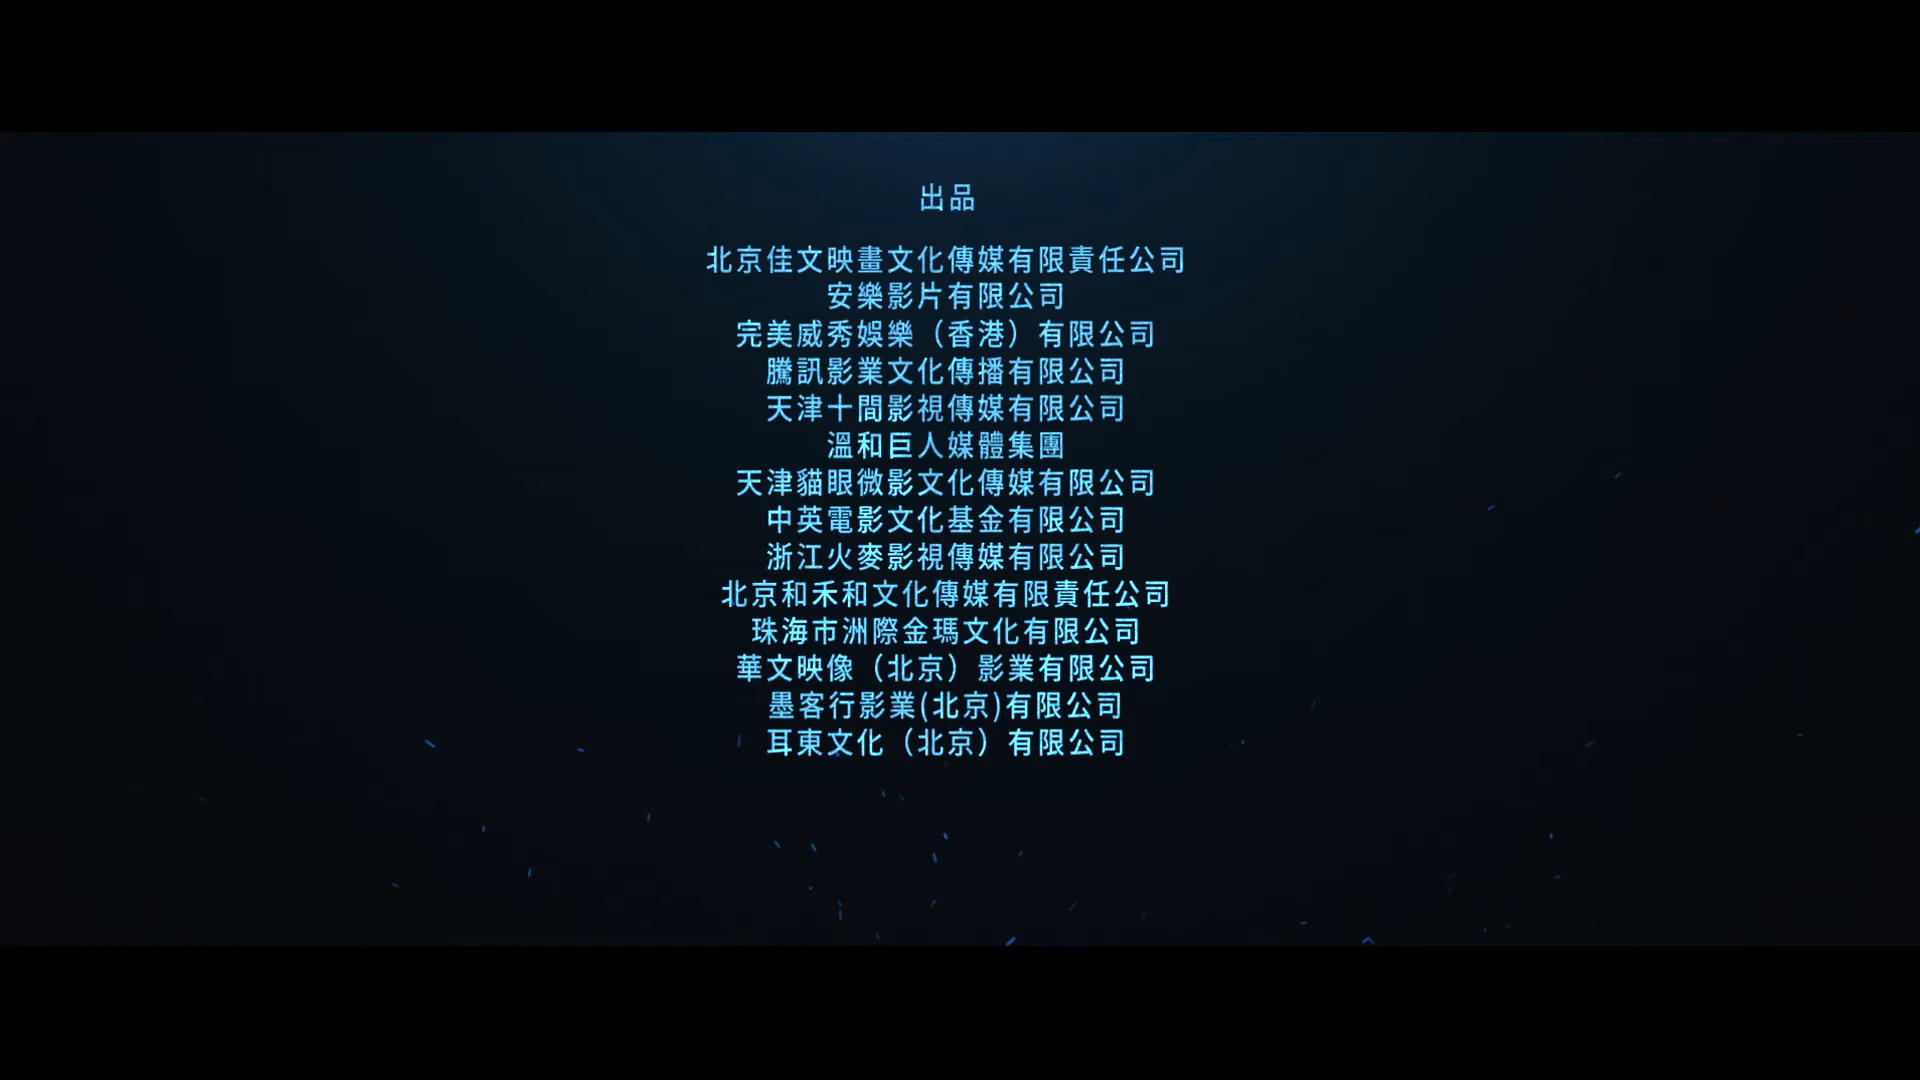 出品
北京佳文映畫文化傳媒有限責任公司
安樂影片有限公司
完美威秀娛樂（香港）有限公司
騰訊影業文化傳播有限公司
天津十間影視傳媒有限公司
溫和巨人媒體集團
天津貓眼微影文化傳媒有限公司
中英電影文化基金有限公司
浙江火麥影視傳媒有限公司
北京和禾和文化傳媒有限責任公司
珠海市洲際金瑪文化有限公司
華文映像（北京）影業有限公司
墨客行影業(北京)有限公司
耳東文化（北京）有限公司